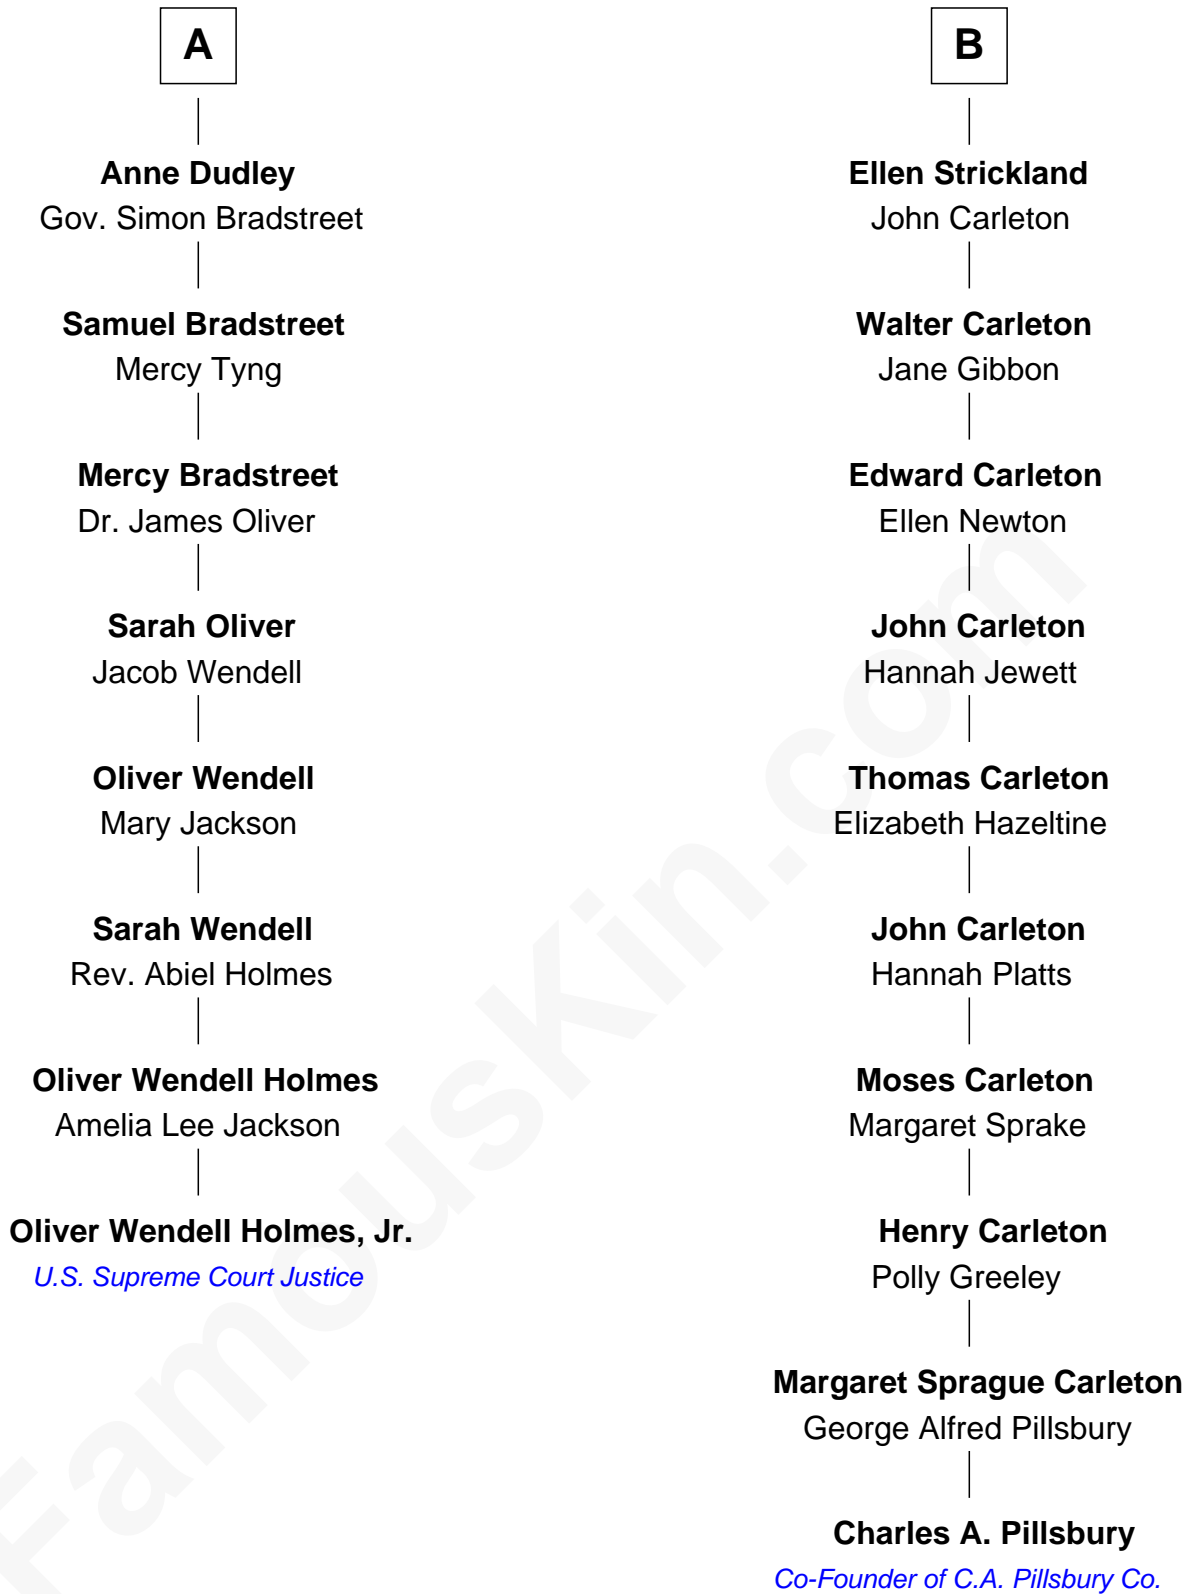 A
Anne Dudley
Gov. Simon Bradstreet
Samuel Bradstreet
Mercy Tyng
Mercy Bradstreet
Dr. James Oliver
Sarah Oliver
Jacob Wendell
Oliver Wendell
Mary Jackson
Sarah Wendell
Rev. Abiel Holmes
Oliver Wendell Holmes
Amelia Lee Jackson
Oliver Wendell Holmes, Jr.
U.S. Supreme Court Justice
B
Ellen Strickland
John Carleton
Walter Carleton
Jane Gibbon
Edward Carleton
Ellen Newton
John Carleton
Hannah Jewett
Thomas Carleton
Elizabeth Hazeltine
John Carleton
Hannah Platts
Moses Carleton
Margaret Sprake
Henry Carleton
Polly Greeley
Margaret Sprague Carleton
George Alfred Pillsbury
Charles A. Pillsbury
Co-Founder of C.A. Pillsbury Co.
FamousKin.com